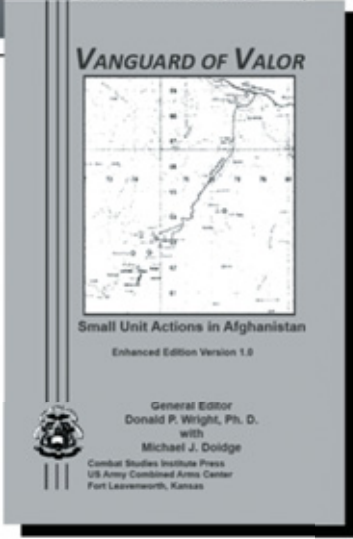 VANGUARD OF VALOR
Small Unit Actions in Afghanistan
Enhanced Edition Version 1.0
General Editor
Donald P. Wright, Ph. D.
with
Michael J. Doidge
Combat Studies Institute Press
US Army Combined Arms Center
Fort Leavenworth, Kansas